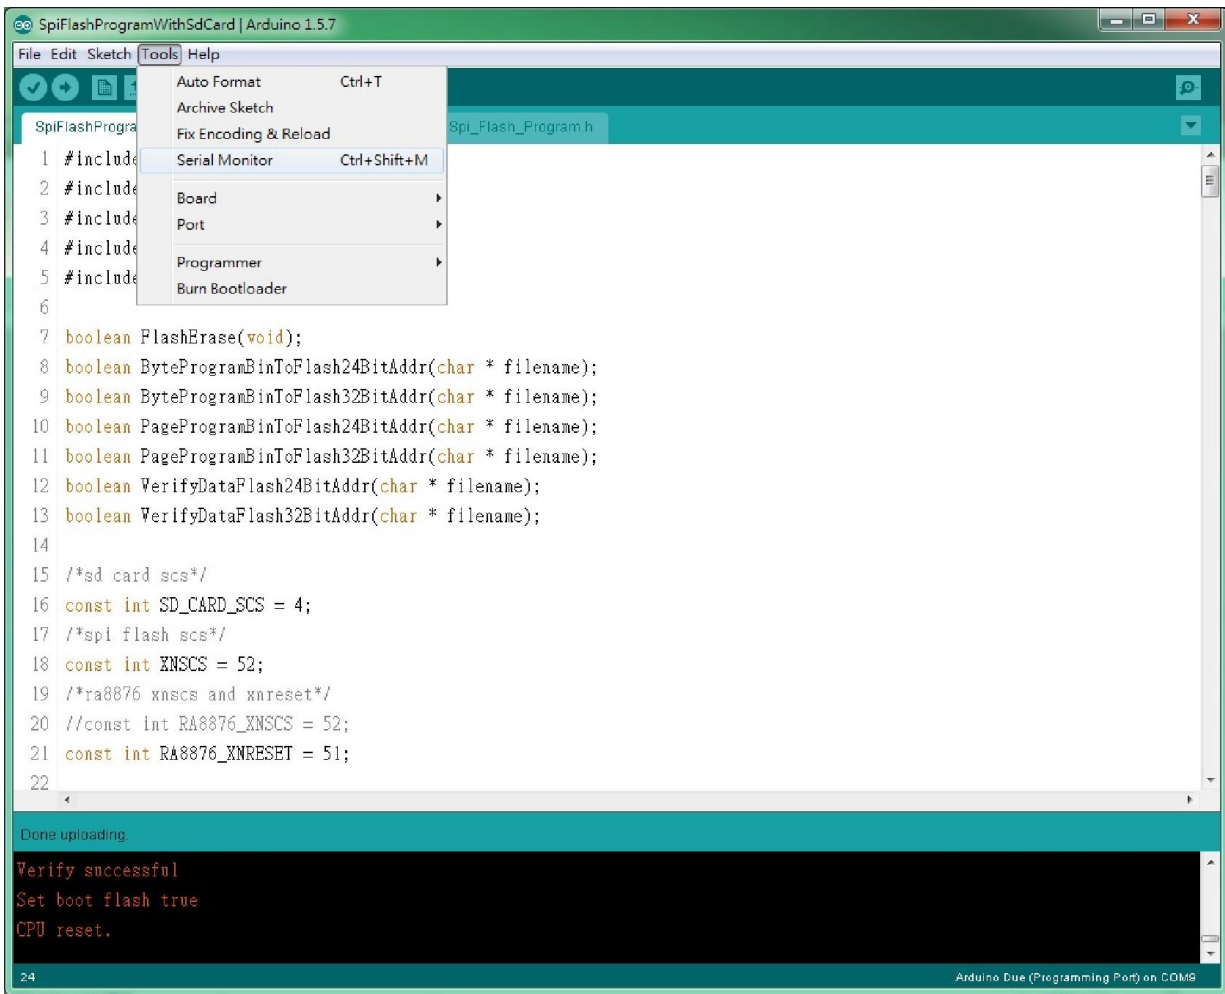 SpiFlashProgramWithSdCard | Arduino 1.5.7
File Edit Sketch Tools Help
Auto Format Ctrl+T
Archive Sketch
Fix Encoding & Reload
Serial Monitor Ctrl+Shift+M
Board
Port
Programmer
Burn Bootloader
SpiFlashProgra Spi_Flash_Program.h
1 #include
2 #include
3 #include
4 #include
5 #include
6
7 boolean FlashErase(void);
8 boolean ByteProgramBinToFlash24BitAddr(char * filename);
9 boolean ByteProgramBinToFlash32BitAddr(char * filename);
10 boolean PageProgramBinToFlash24BitAddr(char * filename);
11 boolean PageProgramBinToFlash32BitAddr(char * filename);
12 boolean VerifyDataFlash24BitAddr(char * filename);
13 boolean VerifyDataFlash32BitAddr(char * filename);
14
15 /*sd card scs*/
16 const int SD_CARD_SCS = 4;
17 /*spi flash scs*/
18 const int XNSCS = 52;
19 /*ra8876 xnscs and xnreset*/
20 //const int RA8876_XNSCS = 52;
21 const int RA8876_XNRESET = 51;
22
Done uploading.
Verify successful
Set boot flash true
CPU reset.
24 Arduino Due (Programming Port) on COM9